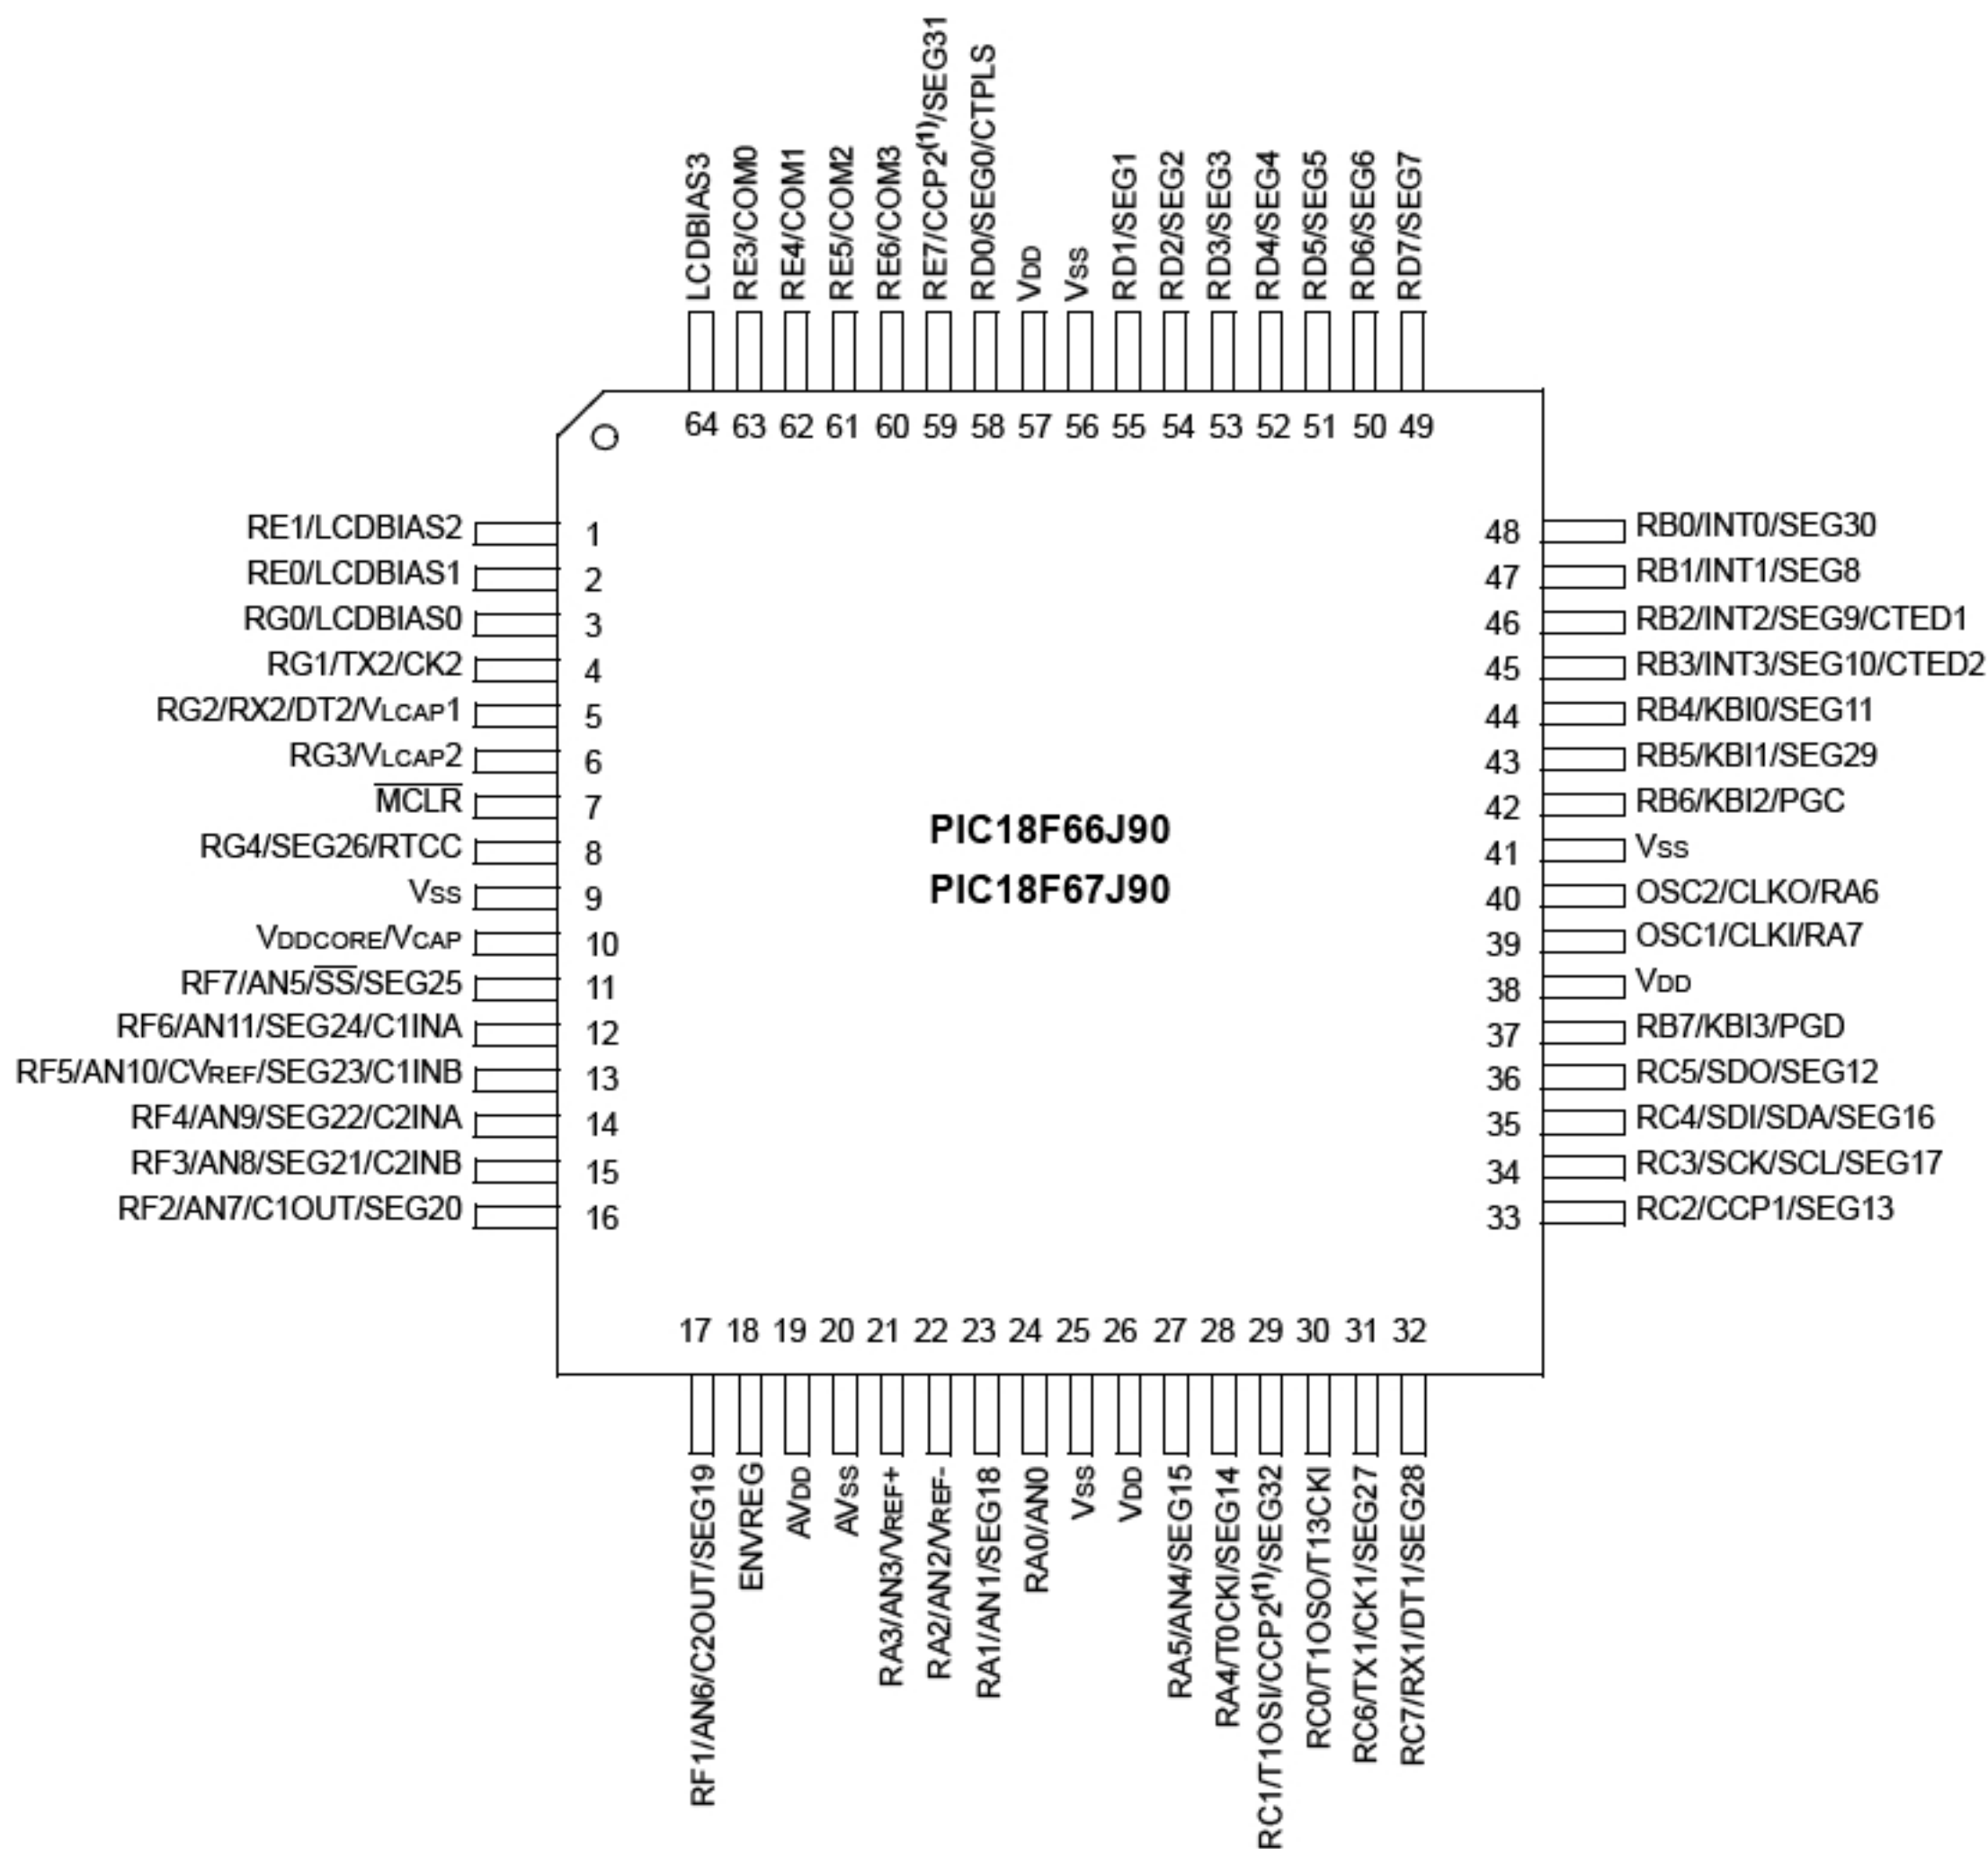 LCDBIAS3
RE3/COM0
RE4/COM1
RE5/COM2
RE6/COM3
RE7/CCP2(1)/SEG31
RD0/SEG0/CTPLS
VDD
VSS
RD1/SEG1
RD2/SEG2
RD3/SEG3
RD4/SEG4
RD5/SEG5
RD6/SEG6
RD7/SEG7
64 63 62 61 60 59 58 57 56 55 54 53 52 51 50 49
RE1/LCDBIAS2 1
RE0/LCDBIAS1 2
RG0/LCDBIAS0 3
RG1/TX2/CK2 4
RG2/RX2/DT2/VLCAP1 5
RG3/VLCAP2 6
MCLR 7
RG4/SEG26/RTCC 8
VSS 9
VDDCORE/VCAP 10
RF7/AN5/SS/SEG25 11
RF6/AN11/SEG24/C1INA 12
RF5/AN10/CVREF/SEG23/C1INB 13
RF4/AN9/SEG22/C2INA 14
RF3/AN8/SEG21/C2INB 15
RF2/AN7/C1OUT/SEG20 16
PIC18F66J90
PIC18F67J90
48 RB0/INT0/SEG30
47 RB1/INT1/SEG8
46 RB2/INT2/SEG9/CTED1
45 RB3/INT3/SEG10/CTED2
44 RB4/KBI0/SEG11
43 RB5/KBI1/SEG29
42 RB6/KBI2/PGC
41 VSS
40 OSC2/CLKO/RA6
39 OSC1/CLKI/RA7
38 VDD
37 RB7/KBI3/PGD
36 RC5/SDO/SEG12
35 RC4/SDI/SDA/SEG16
34 RC3/SCK/SCL/SEG17
33 RC2/CCP1/SEG13
17 18 19 20 21 22 23 24 25 26 27 28 29 30 31 32
RF1/AN6/C2OUT/SEG19
ENVREG
AVDD
AVSS
RA3/AN3/VREF+
RA2/AN2/VREF-
RA1/AN1/SEG18
RA0/AN0
VSS
VDD
RA5/AN4/SEG15
RA4/T0CKI/SEG14
RC1/T1OSI/CCP2(1)/SEG32
RC0/T1OSO/T13CKI
RC6/TX1/CK1/SEG27
RC7/RX1/DT1/SEG28